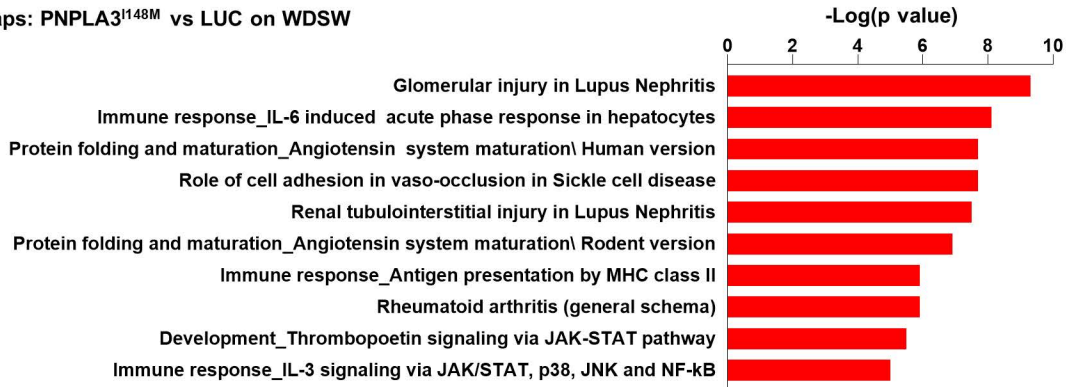 aps: PNPLA3I148M vs LUC on WDSW
-Log(p value)
0 2 4 6 8 10
Glomerular injury in Lupus Nephritis
Immune response_IL-6 induced acute phase response in hepatocytes
Protein folding and maturation_Angiotensin system maturation\ Human version
Role of cell adhesion in vaso-occlusion in Sickle cell disease
Renal tubulointerstitial injury in Lupus Nephritis
Protein folding and maturation_Angiotensin system maturation\ Rodent version
Immune response_Antigen presentation by MHC class II
Rheumatoid arthritis (general schema)
Development_Thrombopoetin signaling via JAK-STAT pathway
Immune response_IL-3 signaling via JAK/STAT, p38, JNK and NF-kB